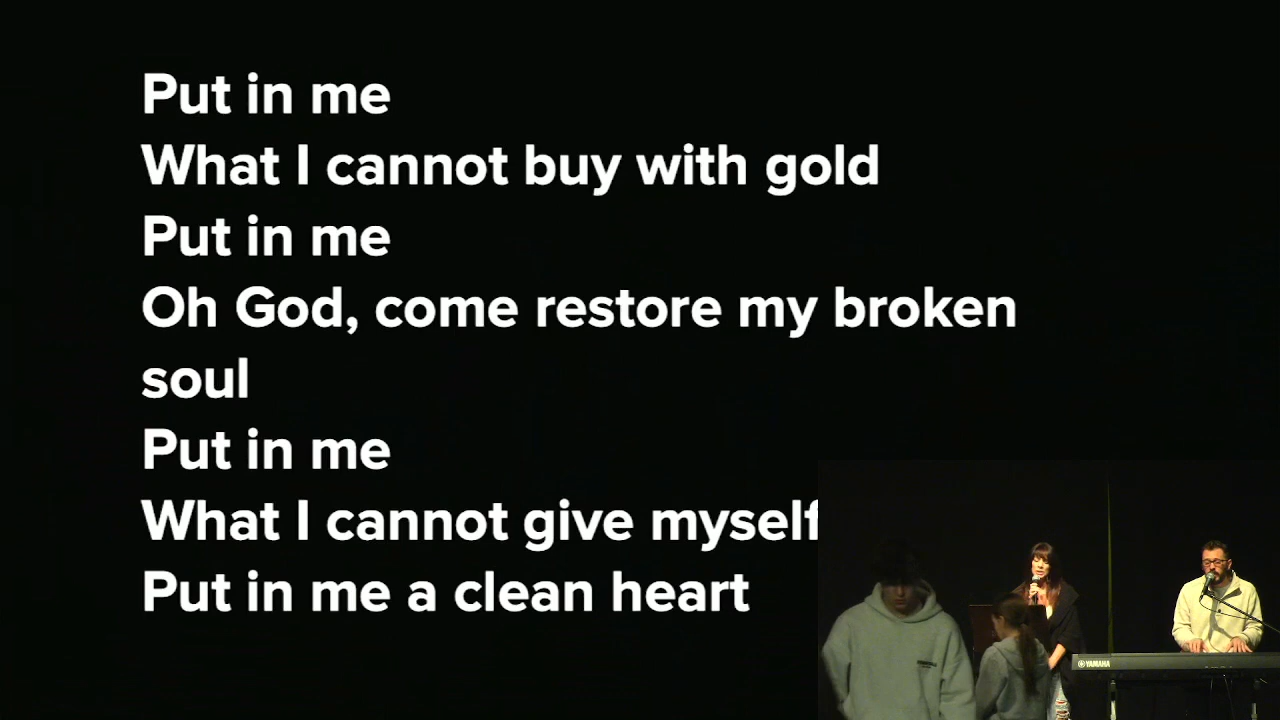 Put in me
What I cannot buy with gold
Put in me
Oh God, come restore my broken
soul
Put in me
What I cannot give myself
Put in me a clean heart
YAMAHA